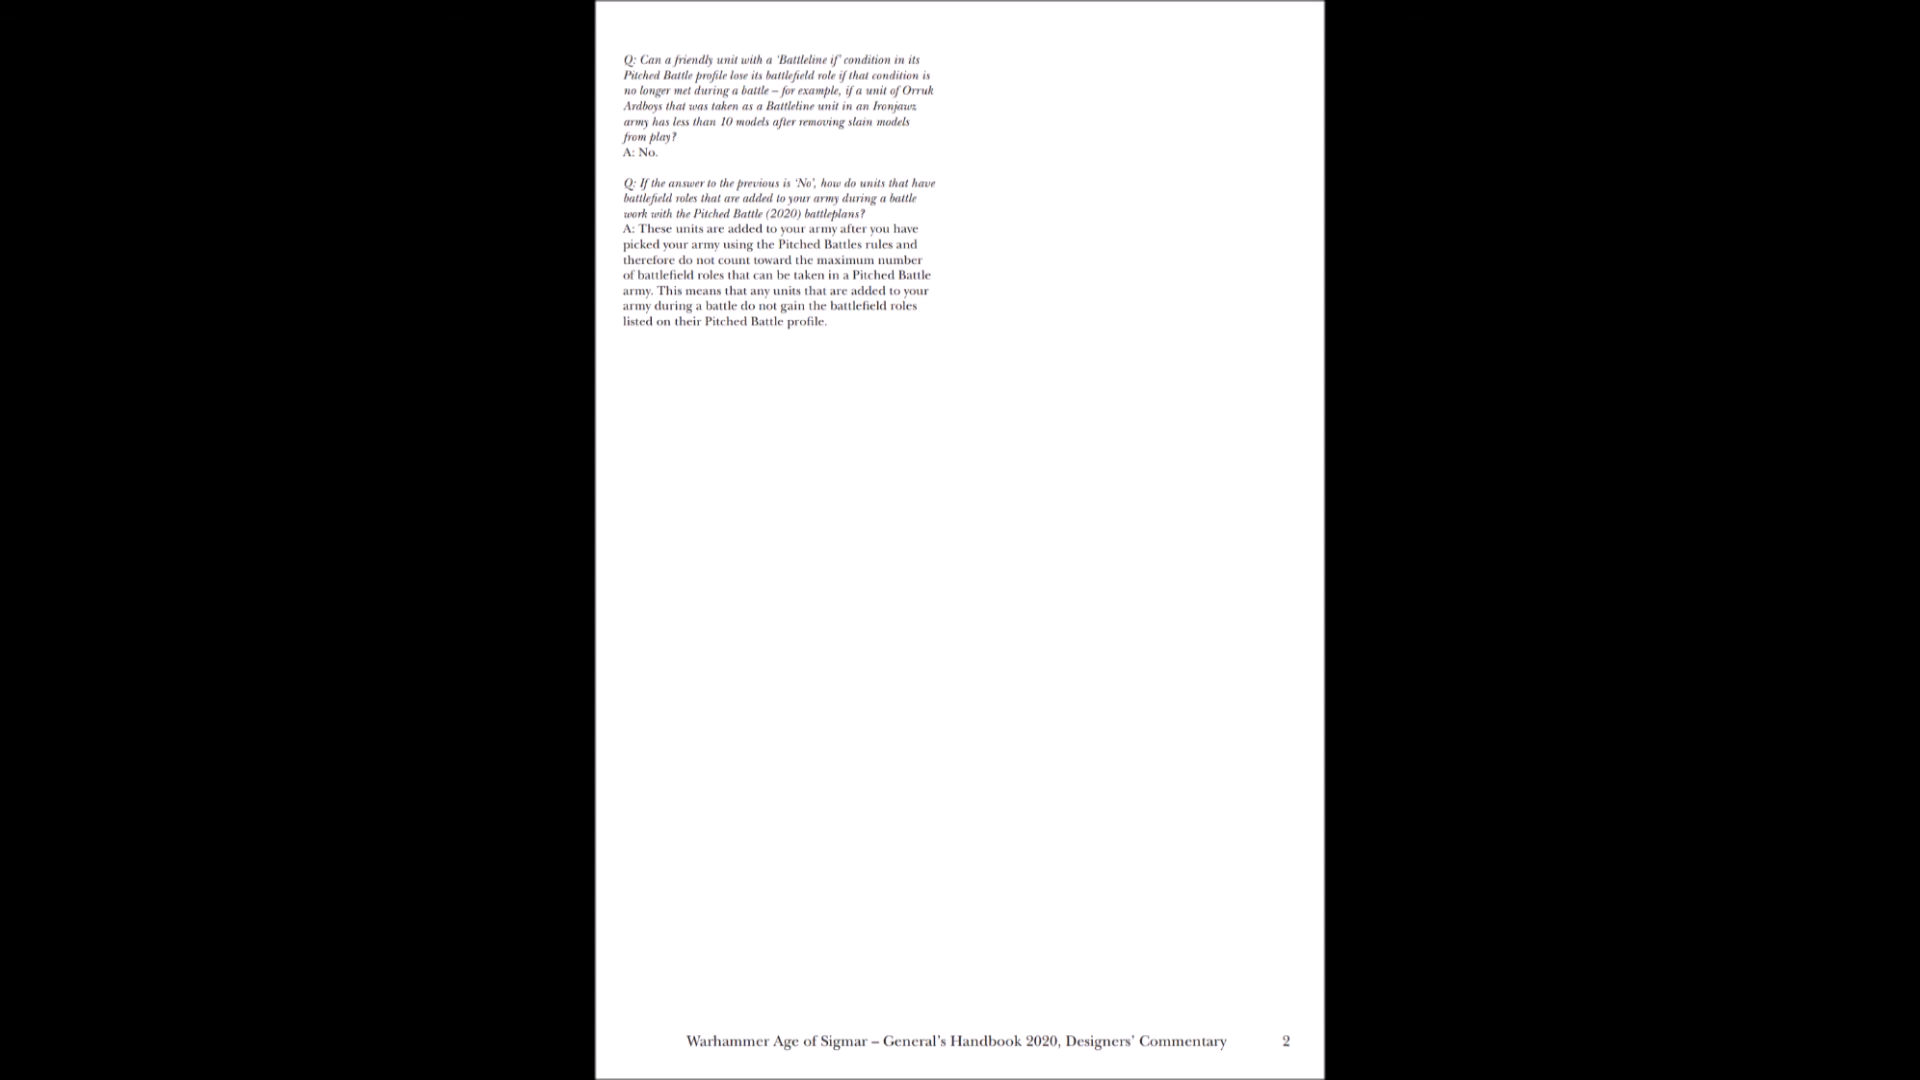 Q: Can a friendly unit with a ‘Battleline if’ condition in its
Pitched Battle profile lose its battlefield role if that condition is
no longer met during a battle – for example, if a unit of Orruk
Ardboys that was taken as a Battleline unit in an Ironjawz
army has less than 10 models after removing slain models
from play?
A: No.
Q: If the answer to the previous is ‘No’, how do units that have
battlefield roles that are added to your army during a battle
work with the Pitched Battle (2020) battleplans?
A: These units are added to your army after you have
picked your army using the Pitched Battles rules and
therefore do not count toward the maximum number
of battlefield roles that can be taken in a Pitched Battle
army. This means that any units that are added to your
army during a battle do not gain the battlefield roles
listed on their Pitched Battle profile.
Warhammer Age of Sigmar – General’s Handbook 2020, Designers’ Commentary 2